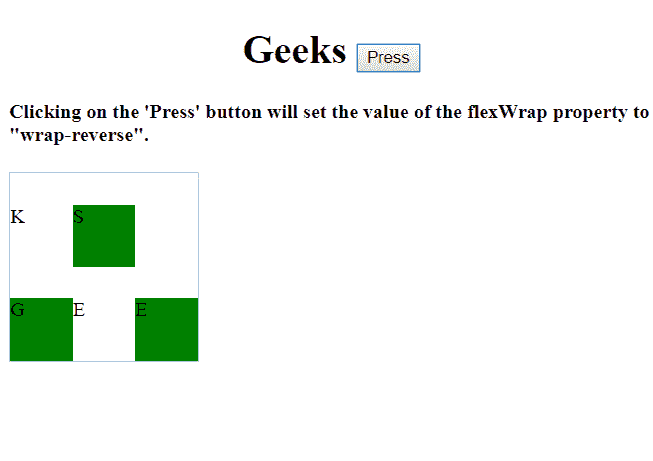 Geeks Press
Clicking on the 'Press' button will set the value of the flexWrap property to
"wrap-reverse".
K S
G E E